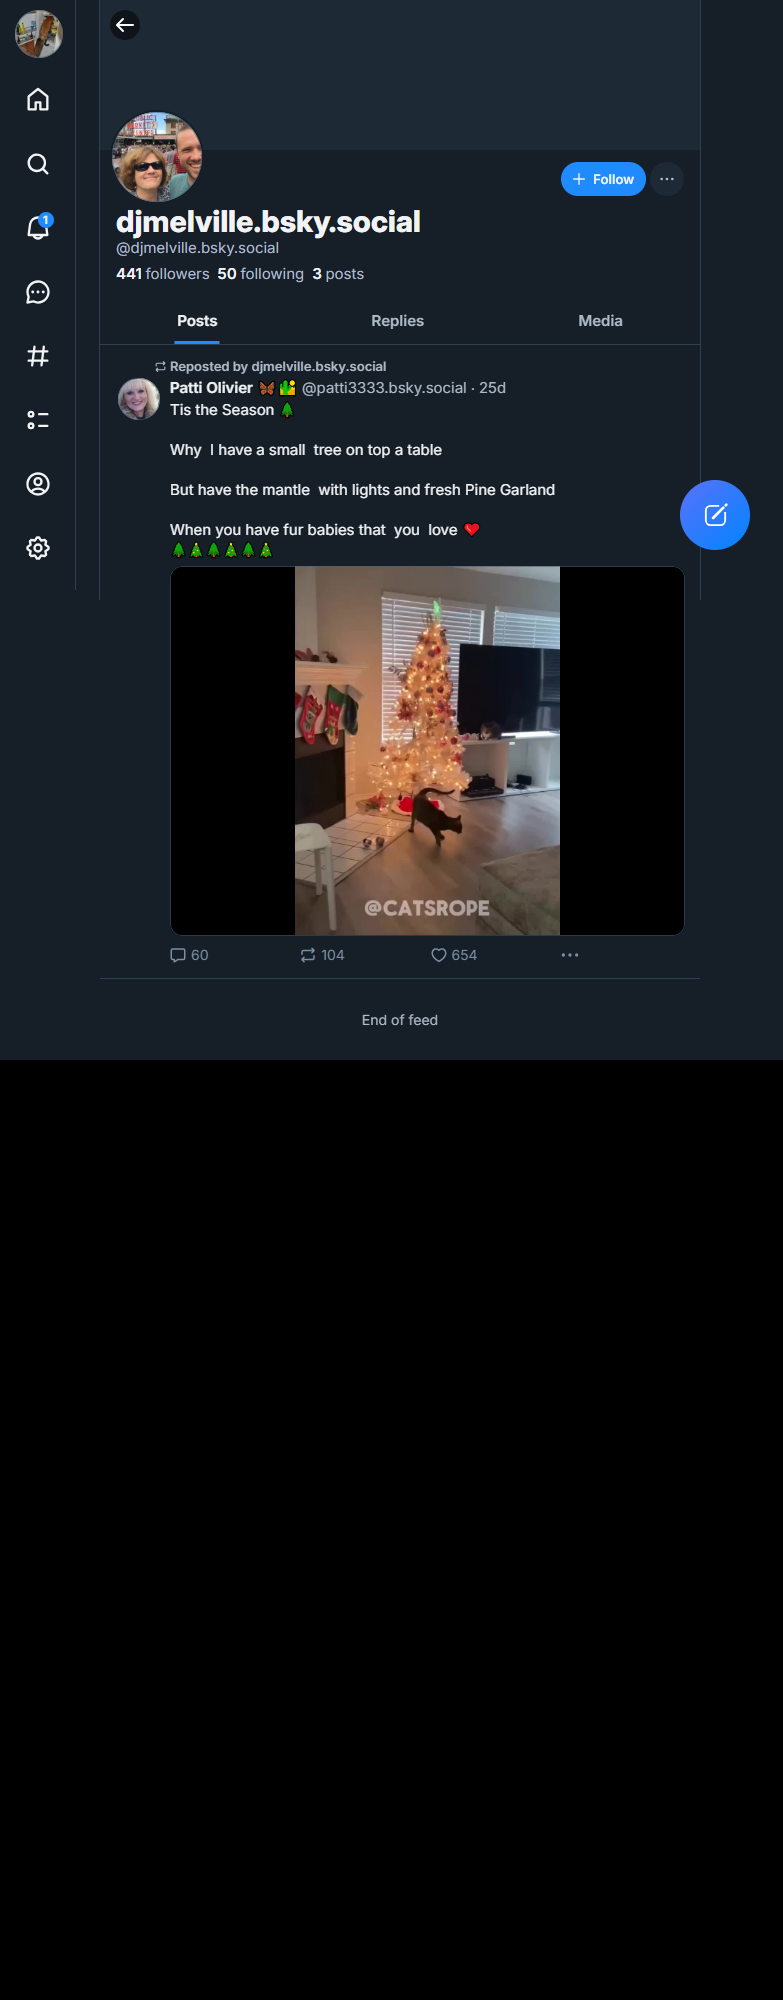 1
Follow
djmelville.bsky.social
@djmelville.bsky.social
441 followers 50 following 3 posts
Posts Replies Media
Reposted by djmelville.bsky.social
Patti Olivier 🦋🏜️ @patti3333.bsky.social · 25d
Tis the Season 🌲
Why I have a small tree on top a table
But have the mantle with lights and fresh Pine Garland
When you have fur babies that you love ❤️
🌲🎄🌲🎄🌲🎄
@CATSROPE
60 104 654
End of feed